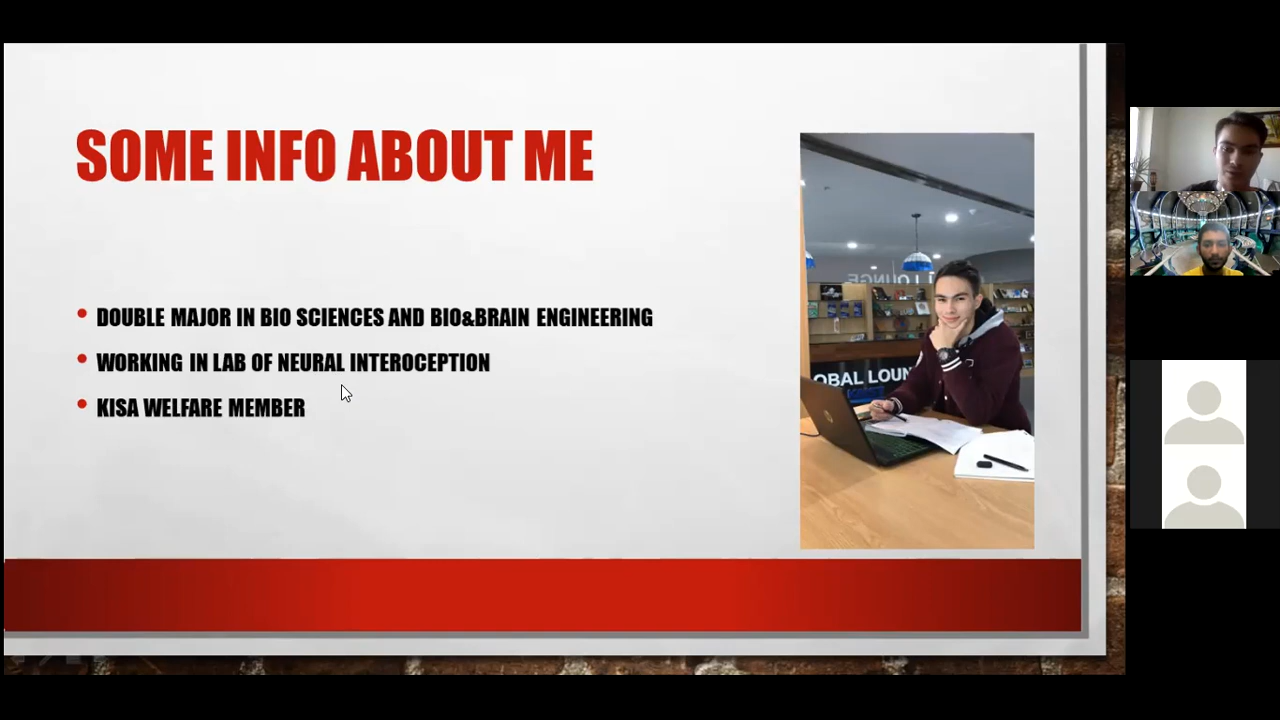 SOME INFO ABOUT ME
• DOUBLE MAJOR IN BIO SCIENCES AND BIO&BRAIN ENGINEERING
• WORKING IN LAB OF NEURAL INTEROCEPTION
• KISA WELFARE MEMBER
LOUNGE
OBAL LOUN